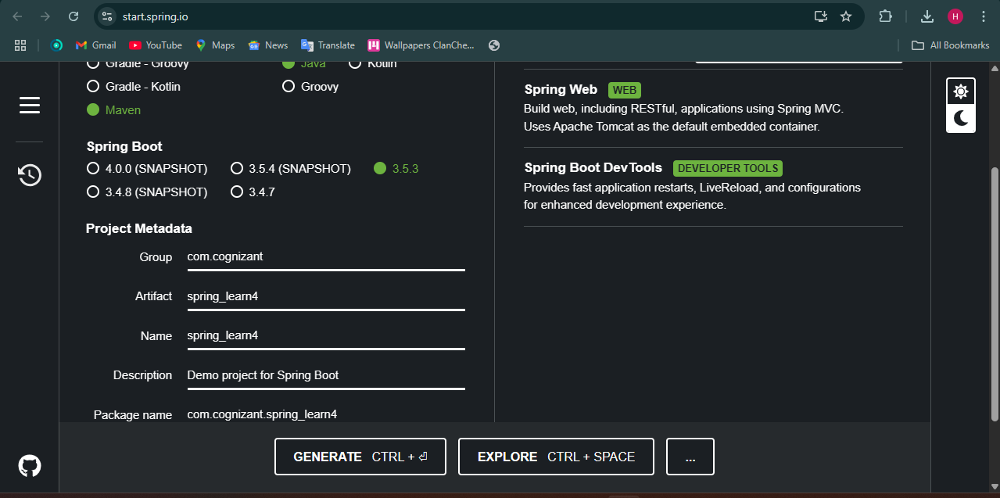 start.spring.io
H
Gmail YouTube Maps News Translate Wallpapers ClanChe... All Bookmarks
Gradle - Groovy Java Kotlin
Gradle - Kotlin Groovy
Maven
Spring Boot
4.0.0 (SNAPSHOT) 3.5.4 (SNAPSHOT) 3.5.3
3.4.8 (SNAPSHOT) 3.4.7
Project Metadata
Group com.cognizant
Artifact spring_learn4
Name spring_learn4
Description Demo project for Spring Boot
Package name com.cognizant.spring_learn4
Spring Web WEB
Build web, including RESTful, applications using Spring MVC.
Uses Apache Tomcat as the default embedded container.
Spring Boot DevTools DEVELOPER TOOLS
Provides fast application restarts, LiveReload, and configurations
for enhanced development experience.
GENERATE CTRL + ⏎ EXPLORE CTRL + SPACE ...